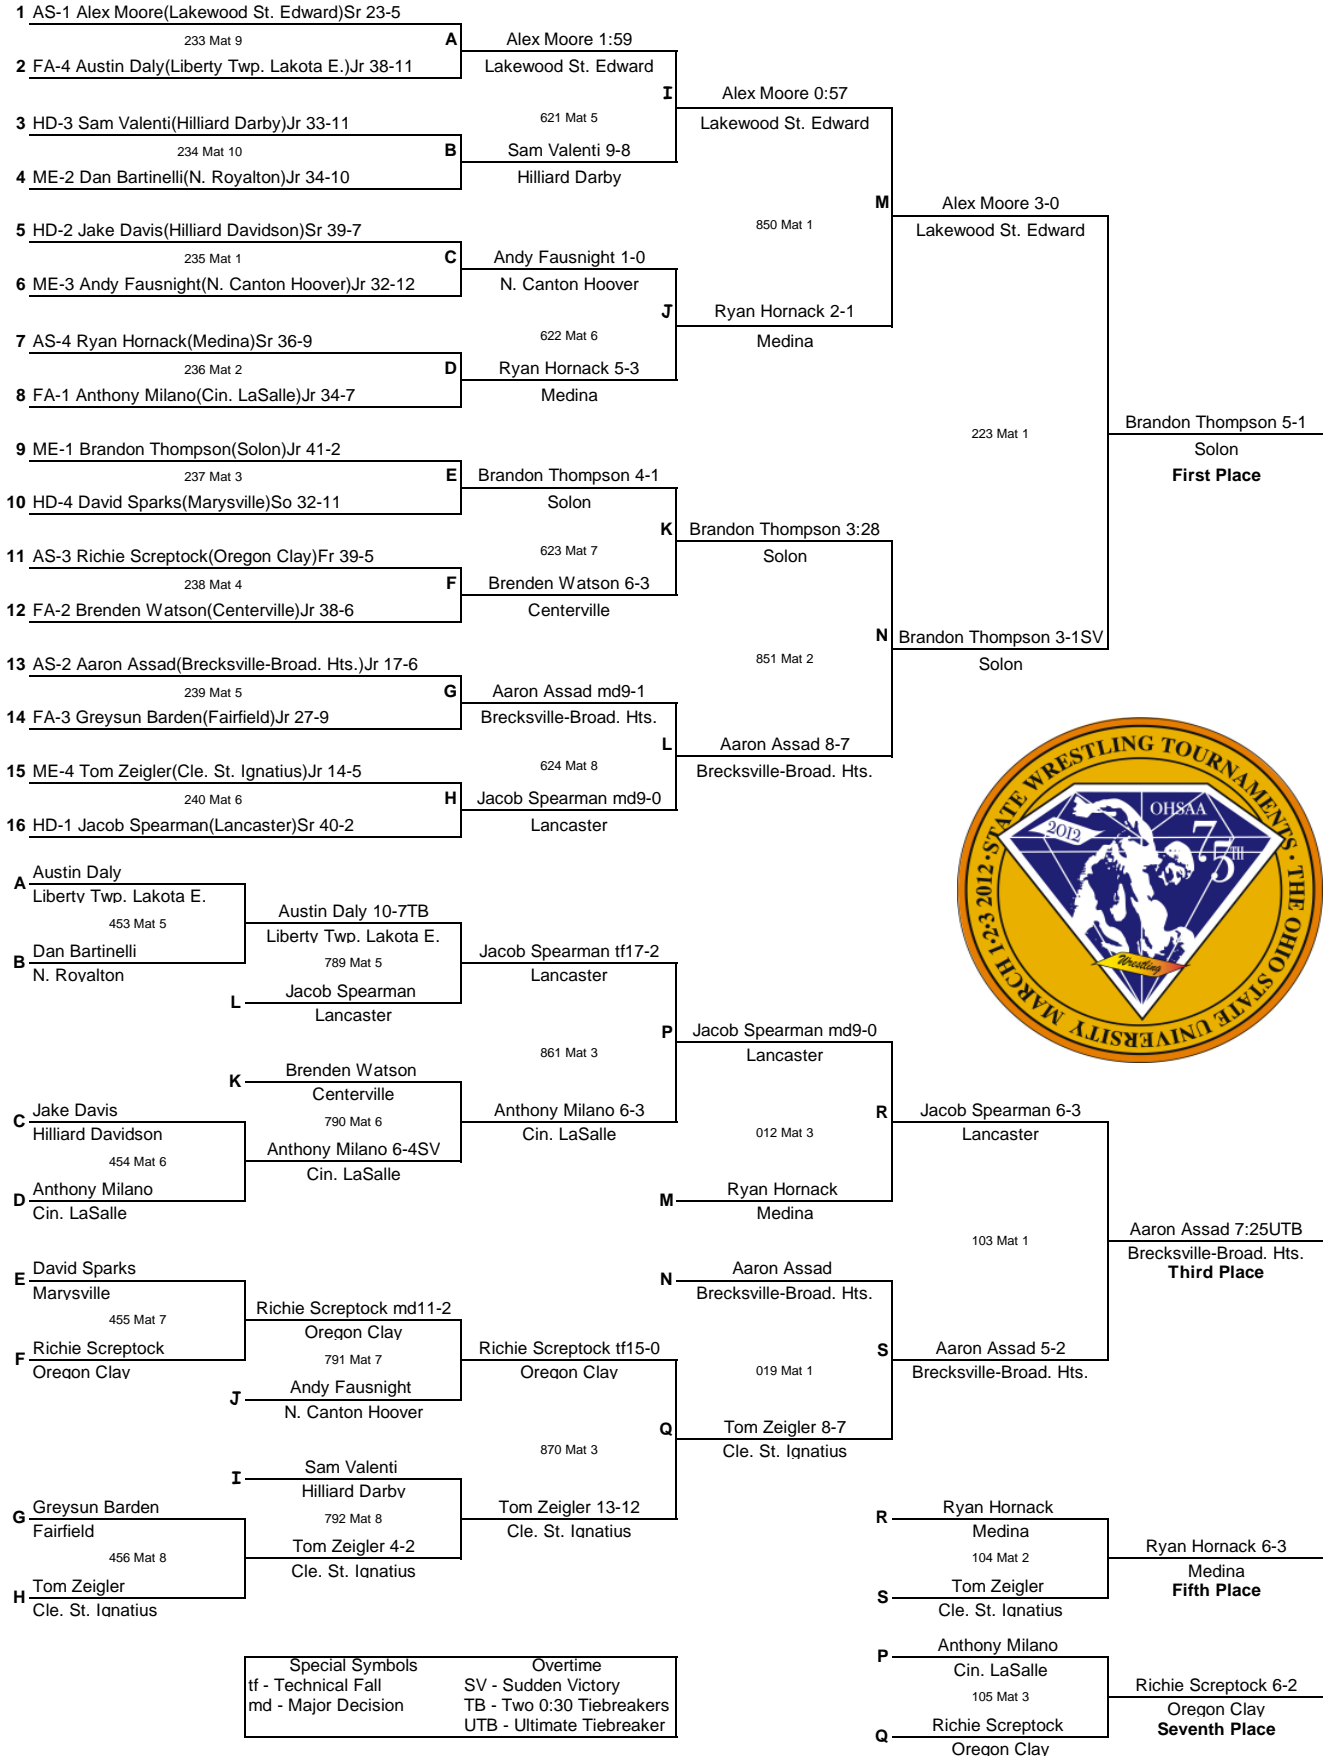 1 AS-1 Alex Moore(Lakewood St. Edward)Sr 23-5
233 Mat 9
A
2 FA-4 Austin Daly(Liberty Twp. Lakota E.)Jr 38-11
Alex Moore 1:59
Lakewood St. Edward
3 HD-3 Sam Valenti(Hilliard Darby)Jr 33-11
234 Mat 10
B
4 ME-2 Dan Bartinelli(N. Royalton)Jr 34-10
Sam Valenti 9-8
Hilliard Darby
621 Mat 5
I
Alex Moore 0:57
Lakewood St. Edward
5 HD-2 Jake Davis(Hilliard Davidson)Sr 39-7
235 Mat 1
C
6 ME-3 Andy Fausnight(N. Canton Hoover)Jr 32-12
Andy Fausnight 1-0
N. Canton Hoover
7 AS-4 Ryan Hornack(Medina)Sr 36-9
236 Mat 2
D
8 FA-1 Anthony Milano(Cin. LaSalle)Jr 34-7
Ryan Hornack 5-3
Medina
622 Mat 6
J
Ryan Hornack 2-1
Medina
850 Mat 1
M
Alex Moore 3-0
Lakewood St. Edward
9 ME-1 Brandon Thompson(Solon)Jr 41-2
237 Mat 3
E
10 HD-4 David Sparks(Marysville)So 32-11
Brandon Thompson 4-1
Solon
11 AS-3 Richie Screptock(Oregon Clay)Fr 39-5
238 Mat 4
F
12 FA-2 Brenden Watson(Centerville)Jr 38-6
Brenden Watson 6-3
Centerville
623 Mat 7
K
Brandon Thompson 3:28
Solon
13 AS-2 Aaron Assad(Brecksville-Broad. Hts.)Jr 17-6
239 Mat 5
G
14 FA-3 Greysun Barden(Fairfield)Jr 27-9
Aaron Assad md9-1
Brecksville-Broad. Hts.
15 ME-4 Tom Zeigler(Cle. St. Ignatius)Jr 14-5
240 Mat 6
H
16 HD-1 Jacob Spearman(Lancaster)Sr 40-2
Jacob Spearman md9-0
Lancaster
624 Mat 8
L
Aaron Assad 8-7
Brecksville-Broad. Hts.
851 Mat 2
N
Brandon Thompson 3-1SV
Solon
223 Mat 1
Brandon Thompson 5-1
Solon
First Place
STATE WRESTLING TOURNAMENTS · THE OHIO STATE UNIVERSITY MARCH 1-2-3 2012 ·
OHSAA
2012
75TH
Wrestling
A Austin Daly
Liberty Twp. Lakota E.
453 Mat 5
B Dan Bartinelli
N. Royalton
Austin Daly 10-7TB
Liberty Twp. Lakota E.
789 Mat 5
L Jacob Spearman
Lancaster
Jacob Spearman tf17-2
Lancaster
K Brenden Watson
Centerville
790 Mat 6
C Jake Davis
Hilliard Davidson
454 Mat 6
D Anthony Milano
Cin. LaSalle
Anthony Milano 6-4SV
Cin. LaSalle
Anthony Milano 6-3
Cin. LaSalle
861 Mat 3
P
Jacob Spearman md9-0
Lancaster
012 Mat 3
M Ryan Hornack
Medina
R
Jacob Spearman 6-3
Lancaster
E David Sparks
Marysville
455 Mat 7
F Richie Screptock
Oregon Clay
Richie Screptock md11-2
Oregon Clay
791 Mat 7
J Andy Fausnight
N. Canton Hoover
Richie Screptock tf15-0
Oregon Clay
I Sam Valenti
Hilliard Darby
792 Mat 8
G Greysun Barden
Fairfield
456 Mat 8
H Tom Zeigler
Cle. St. Ignatius
Tom Zeigler 4-2
Cle. St. Ignatius
Tom Zeigler 13-12
Cle. St. Ignatius
870 Mat 3
Q
Tom Zeigler 8-7
Cle. St. Ignatius
N Aaron Assad
Brecksville-Broad. Hts.
019 Mat 1
S
Aaron Assad 5-2
Brecksville-Broad. Hts.
103 Mat 1
Aaron Assad 7:25UTB
Brecksville-Broad. Hts.
Third Place
R Ryan Hornack
Medina
104 Mat 2
S Tom Zeigler
Cle. St. Ignatius
Ryan Hornack 6-3
Medina
Fifth Place
P Anthony Milano
Cin. LaSalle
105 Mat 3
Q Richie Screptock
Oregon Clay
Richie Screptock 6-2
Oregon Clay
Seventh Place
Special Symbols Overtime
tf - Technical Fall SV - Sudden Victory
md - Major Decision TB - Two 0:30 Tiebreakers
UTB - Ultimate Tiebreaker